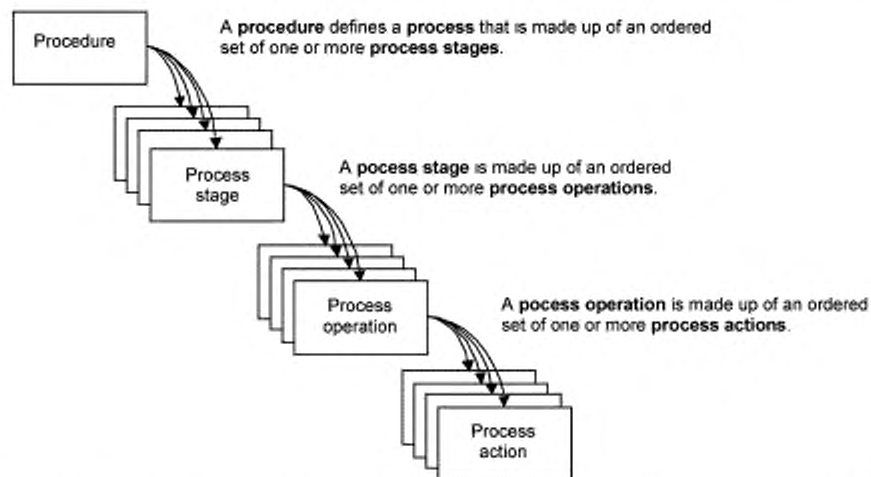 Procedure
A procedure defines a process that is made up of an ordered
set of one or more process stages.
Process
stage
A pocess stage is made up of an ordered
set of one or more process operations.
Process
operation
A pocess operation is made up of an ordered
set of one or more process actions.
Process
action